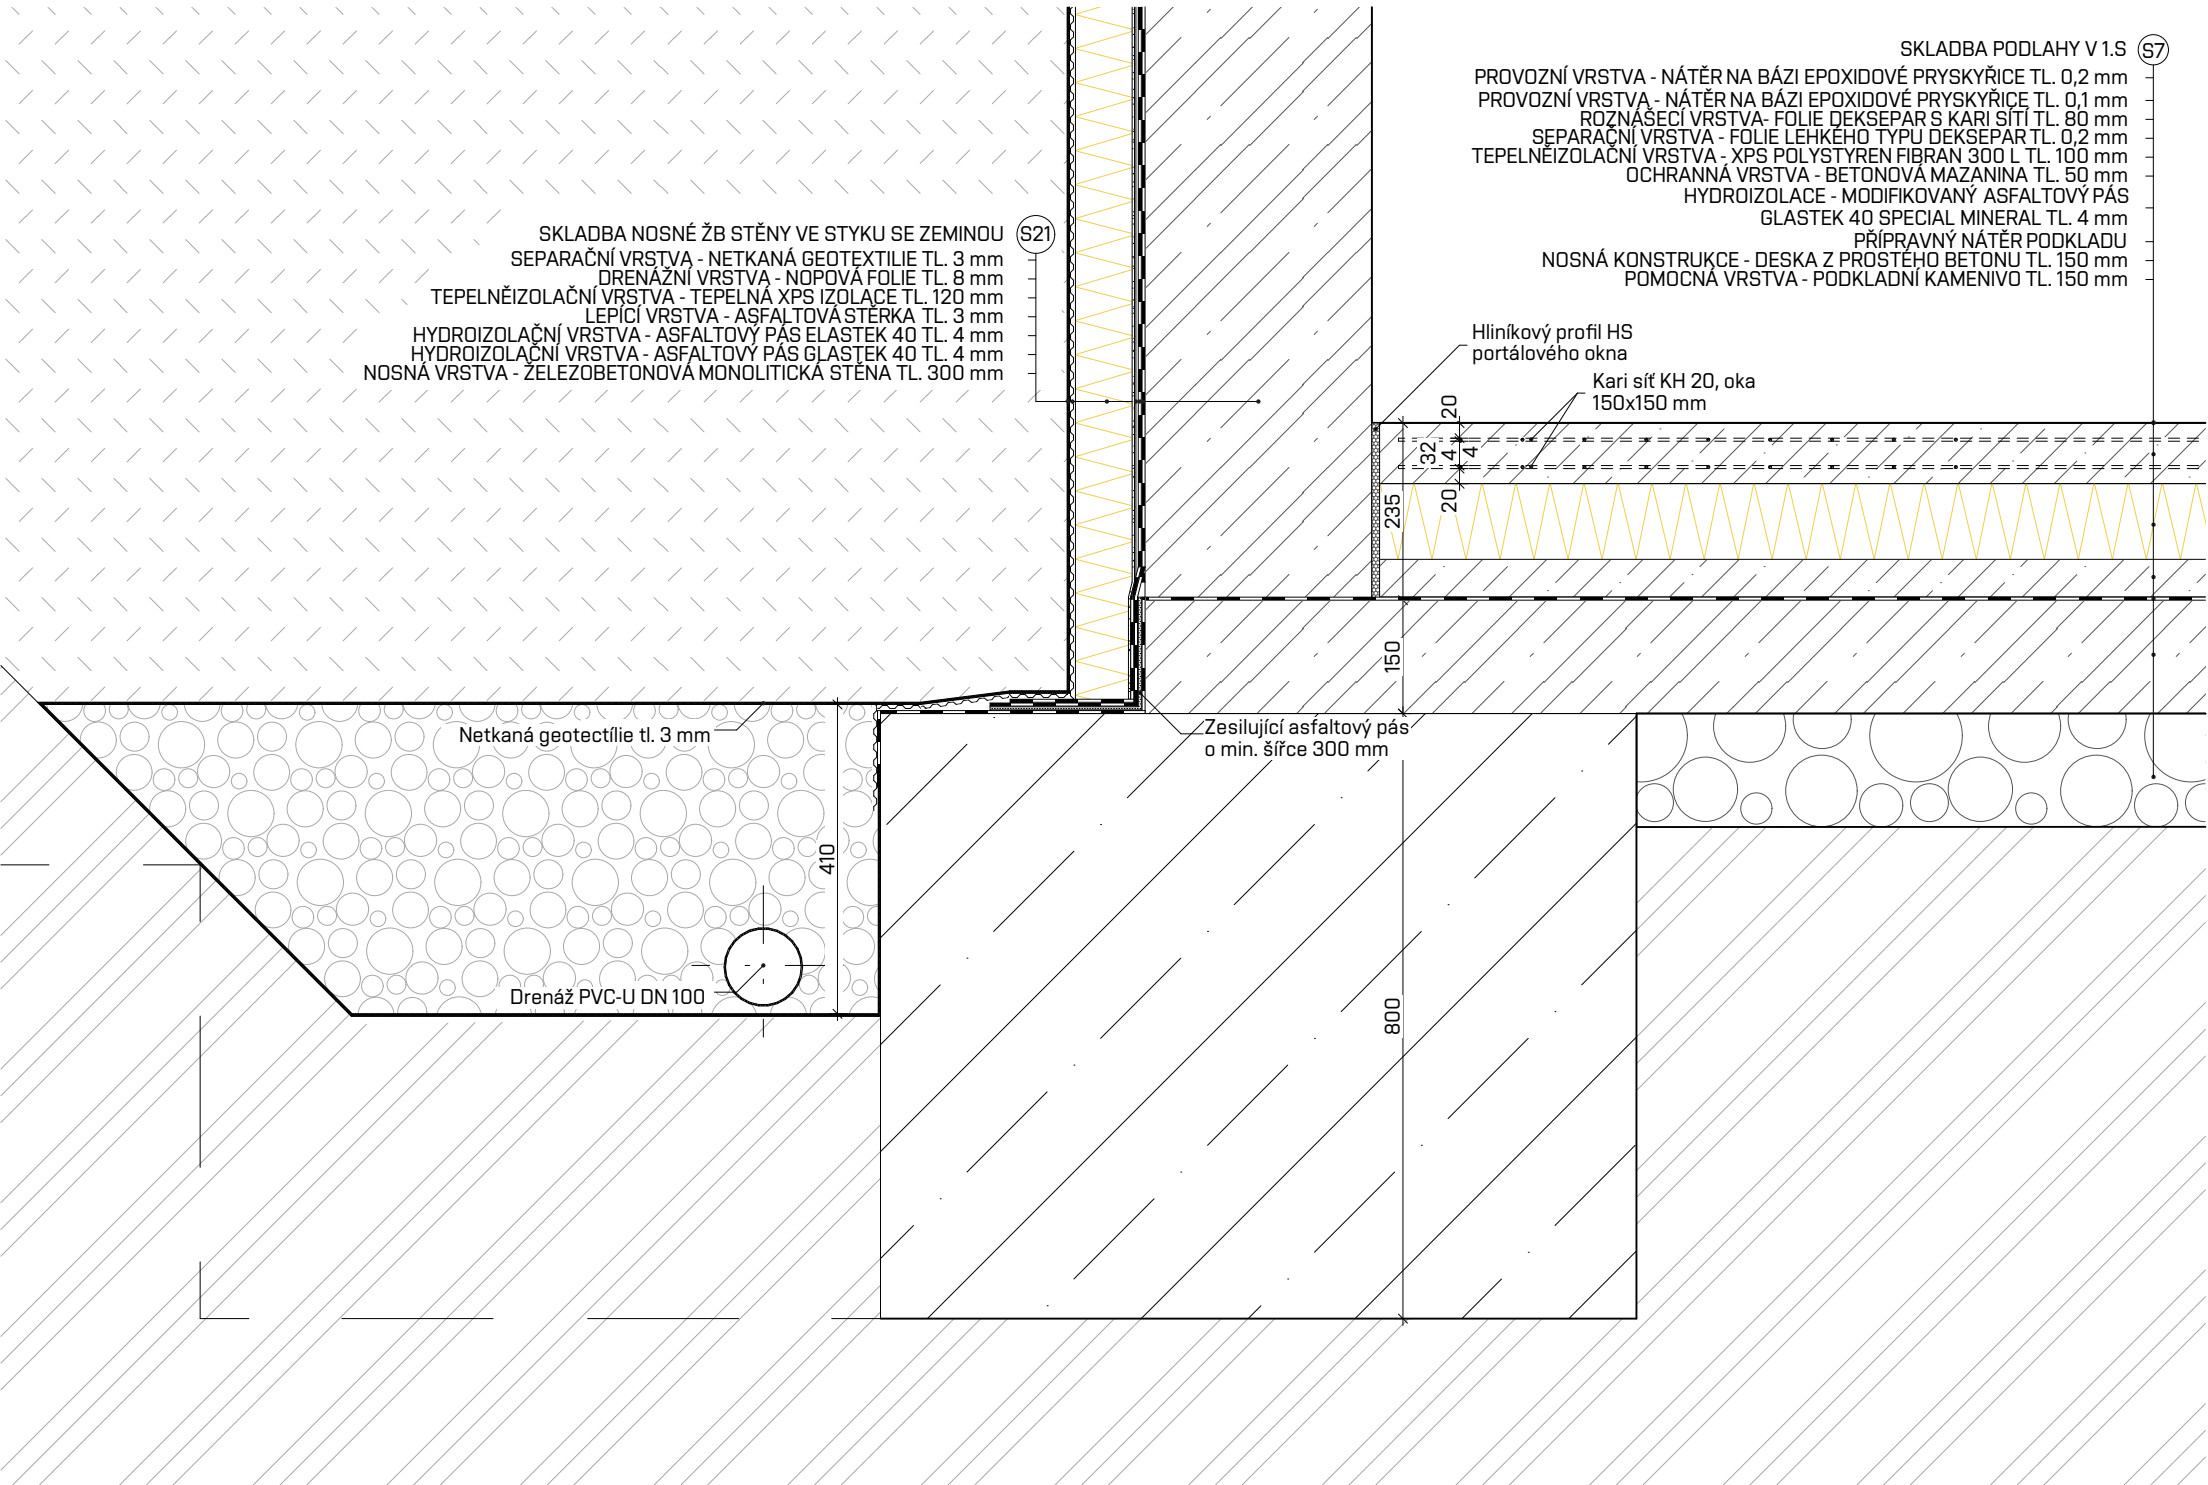 SKLADBA PODLAHY V 1.S S7
PROVOZNÍ VRSTVA - NÁTĚR NA BÁZI EPOXIDOVÉ PRYSKYŘICE TL. 0,2 mm
PROVOZNÍ VRSTVA - NÁTĚR NA BÁZI EPOXIDOVÉ PRYSKYŘICE TL. 0,1 mm
ROZNÁŠECÍ VRSTVA- FOLIE DEKSEPAR S KARI SÍTÍ TL. 80 mm
SEPARAČNÍ VRSTVA - FOLIE LEHKÉHO TYPU DEKSEPAR TL. 0,2 mm
TEPELNĚIZOLAČNÍ VRSTVA - XPS POLYSTYREN FIBRAN 300 L TL. 100 mm
OCHRANNÁ VRSTVA - BETONOVÁ MAZANINA TL. 50 mm
HYDROIZOLACE - MODIFIKOVANÝ ASFALTOVÝ PÁS
GLASTEK 40 SPECIAL MINERAL TL. 4 mm
PŘÍPRAVNÝ NÁTĚR PODKLADU
NOSNÁ KONSTRUKCE - DESKA Z PROSTÉHO BETONU TL. 150 mm
POMOCNÁ VRSTVA - PODKLADNÍ KAMENIVO TL. 150 mm
SKLADBA NOSNÉ ŽB STĚNY VE STYKU SE ZEMINOU S21
SEPARAČNÍ VRSTVA - NETKANÁ GEOTEXTILIE TL. 3 mm
DRENÁŽNÍ VRSTVA - NOPOVÁ FOLIE TL. 8 mm
TEPELNĚIZOLAČNÍ VRSTVA - TEPELNÁ XPS IZOLACE TL. 120 mm
LEPÍCÍ VRSTVA - ASFALTOVÁ STĚRKA TL. 3 mm
HYDROIZOLAČNÍ VRSTVA - ASFALTOVÝ PÁS ELASTEK 40 TL. 4 mm
HYDROIZOLAČNÍ VRSTVA - ASFALTOVÝ PÁS GLASTEK 40 TL. 4 mm
NOSNÁ VRSTVA - ŽELEZOBETONOVÁ MONOLITICKÁ STĚNA TL. 300 mm
Hliníkový profil HS
portálového okna
Kari síť KH 20, oka
150x150 mm
20
32
4
4
20
235
150
Netkaná geotectílie tl. 3 mm
Zesilující asfaltový pás
o min. šířce 300 mm
410
Drenáž PVC-U DN 100
800